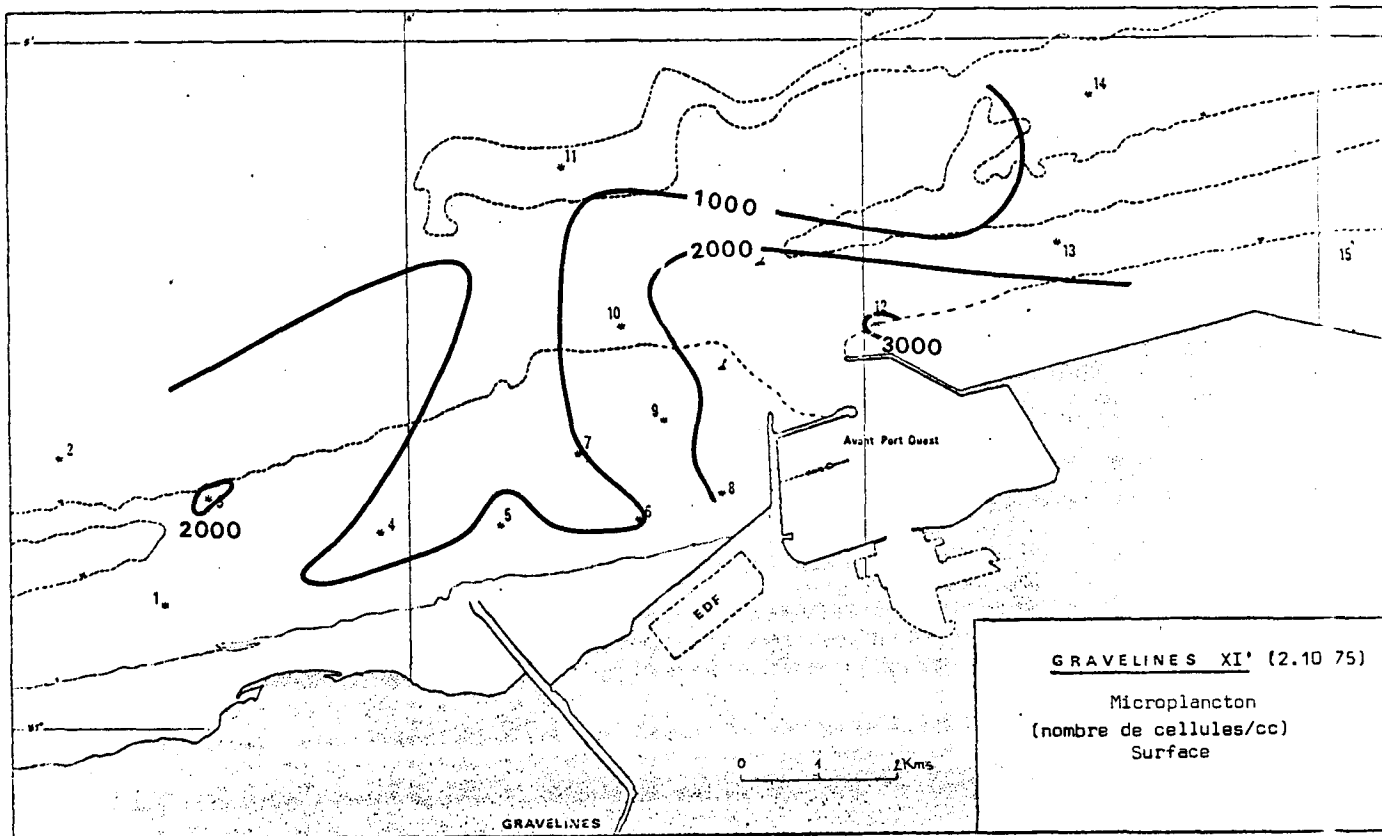 14
11
1000
2000
13
15'
10
12
3000
9
2
7
Avant Port Ouest
8
3
2000
4
5
6
1
EDF
GRAVELINES XI' (2.10 75)
Microplancton
(nombre de cellules/cc)
Surface
0 1 2Kms
GRAVELINES